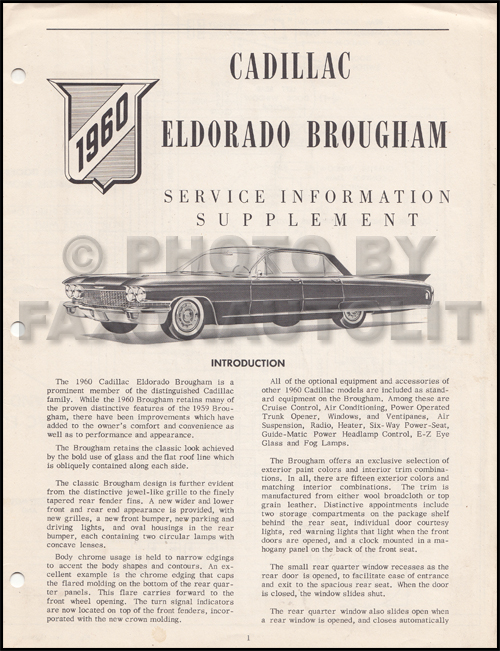 CADILLAC
1960
ELDORADO BROUGHAM
SERVICE INFORMATION
SUPPLEMENT
© PHOTO BY
FAXONAUTOLIT
INTRODUCTION
The 1960 Cadillac Eldorado Brougham is a
prominent member of the distinguished Cadillac
family. While the 1960 Brougham retains many of
the proven distinctive features of the 1959 Brou-
gham, there have been improvements which have
added to the owner's comfort and convenience as
well as to performance and appearance.
The Brougham retains the classic look achieved
by the bold use of glass and the flat roof line which
is obliquely contained along each side.
The classic Brougham design is further evident
from the distinctive jewel-like grille to the finely
tapered rear fender fins. A new wider and lower
front and rear end appearance is provided, with
new grilles, a new front bumper, new parking and
driving lights, and oval housings in the rear
bumper, each containing two circular lamps with
concave lenses.
Body chrome usage is held to narrow edgings
to accent the body shapes and contours. An ex-
cellent example is the chrome edging that caps
the flared molding on the bottom of the rear quar-
ter panels. This flare carries forward to the
front wheel opening. The turn signal indicators
are now located on top of the front fenders, incor-
porated with the new crown molding.
All of the optional equipment and accessories of
other 1960 Cadillac models are included as stand-
ard equipment on the Brougham. Among these are
Cruise Control, Air Conditioning, Power Operated
Trunk Opener, Windows, and Ventipanes, Air
Suspension, Radio, Heater, Six-Way Power-Seat,
Guide-Matic Power Headlamp Control, E-Z Eye
Glass and Fog Lamps.
The Brougham offers an exclusive selection of
exterior paint colors and interior trim combina-
tions. In all, there are fifteen exterior colors and
matching interior combinations. The trim is
manufactured from either wool broadcloth or top
grain leather. Distinctive appointments include
two storage compartments on the package shelf
behind the rear seat, individual door courtesy
lights, red warning lights that light when the front
doors are opened, and a clock mounted in a ma-
hogany panel on the back of the front seat.
The small rear quarter window recesses as the
rear door is opened, to facilitate ease of entrance
and exit to the spacious rear seat. When the door
is closed, the window slides shut.
The rear quarter window also slides open when
a rear window is opened, and closes automatically
1